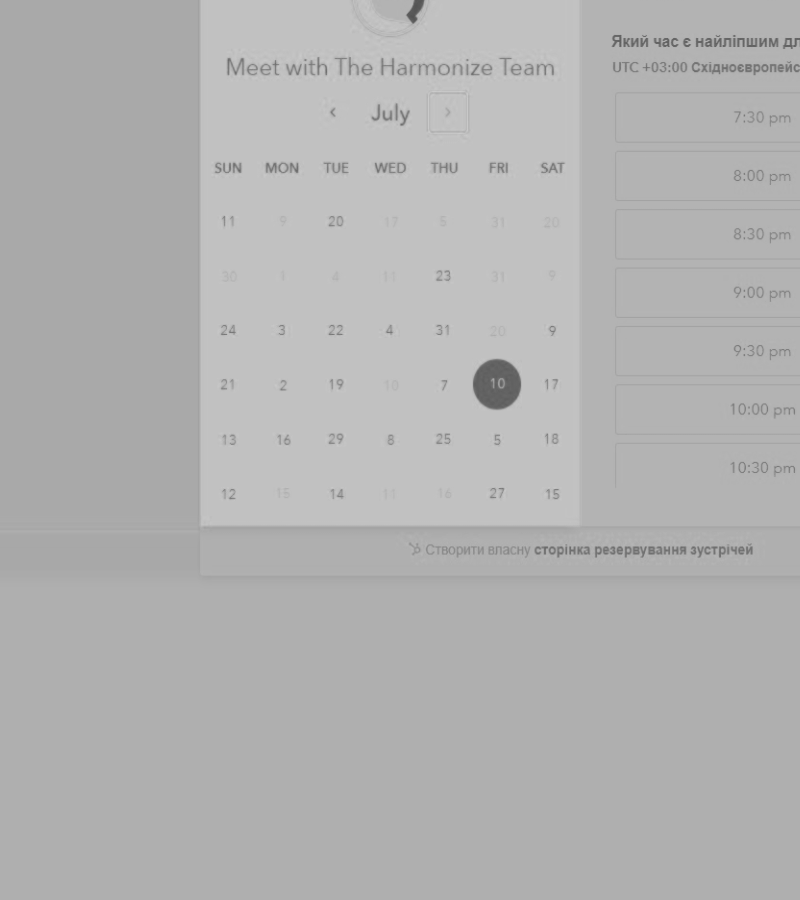 Meet with The Harmonize Team
‹ July ›
SUN MON TUE WED THU FRI SAT
11 9 20 17 5 31 20
30 1 4 11 23 31 9
24 3 22 4 31 20 9
21 2 19 10 7 10 17
13 16 29 8 25 5 18
12 15 14 11 16 27 15
Який час є найліпшим дл
UTC +03:00 Східноєвропейс
7:30 pm
8:00 pm
8:30 pm
9:00 pm
9:30 pm
10:00 pm
10:30 pm
Створити власну сторінка резервування зустрічей